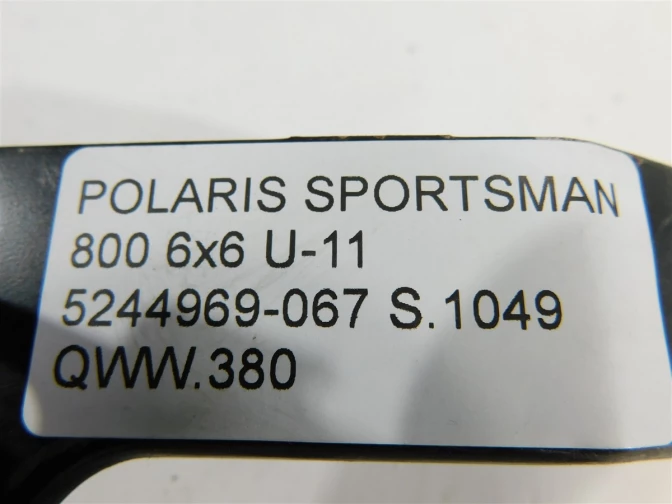 POLARIS SPORTSMAN
800 6x6 U-11
5244969-067 S.1049
QWW.380